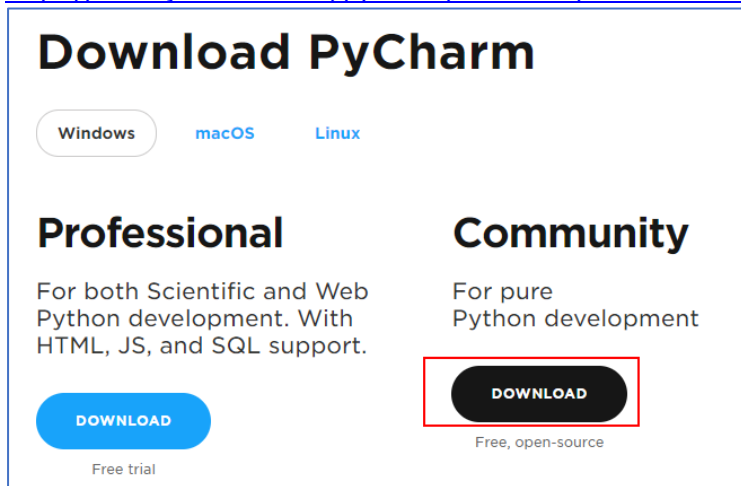 Download PyCharm
Windows macOS Linux
Professional
For both Scientific and Web
Python development. With
HTML, JS, and SQL support.
DOWNLOAD
Free trial
Community
For pure
Python development
DOWNLOAD
Free, open-source